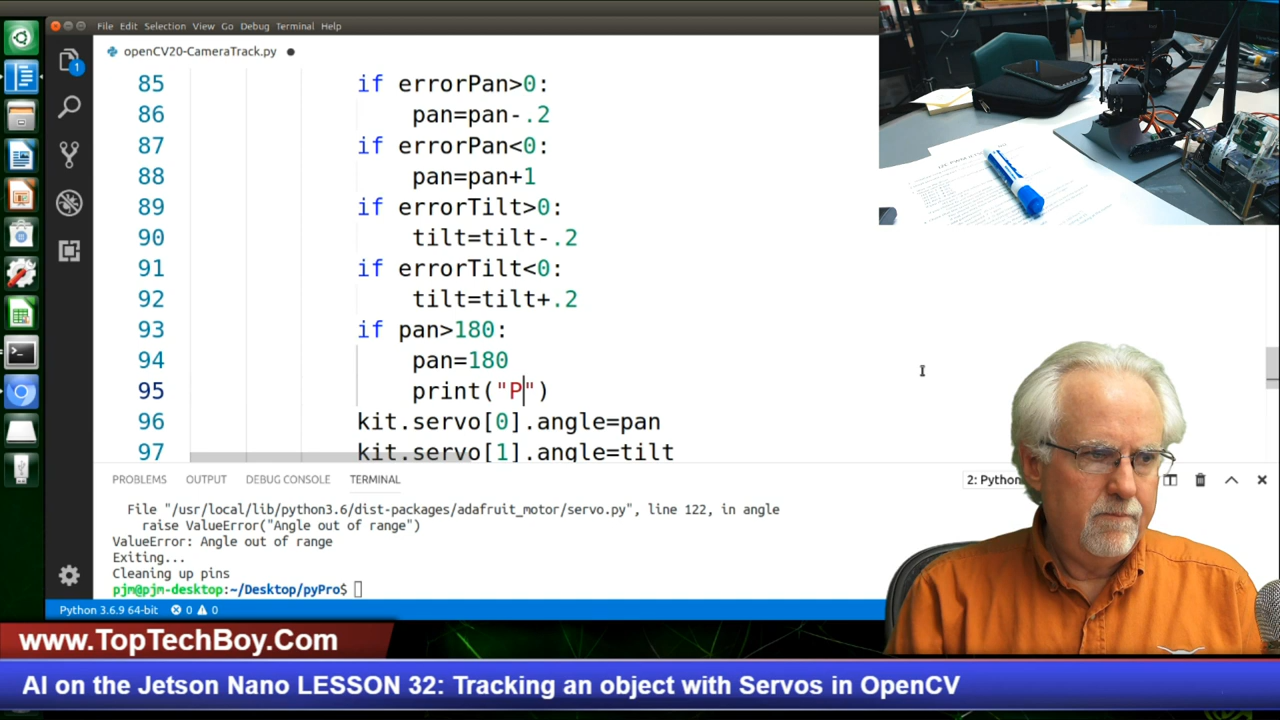 File Edit Selection View Go Debug Terminal Help
openCV20-CameraTrack.py
1
85 if errorPan>0:
86 pan=pan-.2
87 if errorPan<0:
88 pan=pan+1
89 if errorTilt>0:
90 tilt=tilt-.2
91 if errorTilt<0:
92 tilt=tilt+.2
93 if pan>180:
94 pan=180
95 print("P")
96 kit.servo[0].angle=pan
97 kit.servo[1].angle=tilt
PROBLEMS OUTPUT DEBUG CONSOLE TERMINAL
2: Python
File "/usr/local/lib/python3.6/dist-packages/adafruit_motor/servo.py", line 122, in angle
raise ValueError("Angle out of range")
ValueError: Angle out of range
Exiting...
Cleaning up pins
pjm@pjm-desktop:~/Desktop/pyPro$
Python 3.6.9 64-bit 0 0
www.TopTechBoy.Com
AI on the Jetson Nano LESSON 32: Tracking an object with Servos in OpenCV